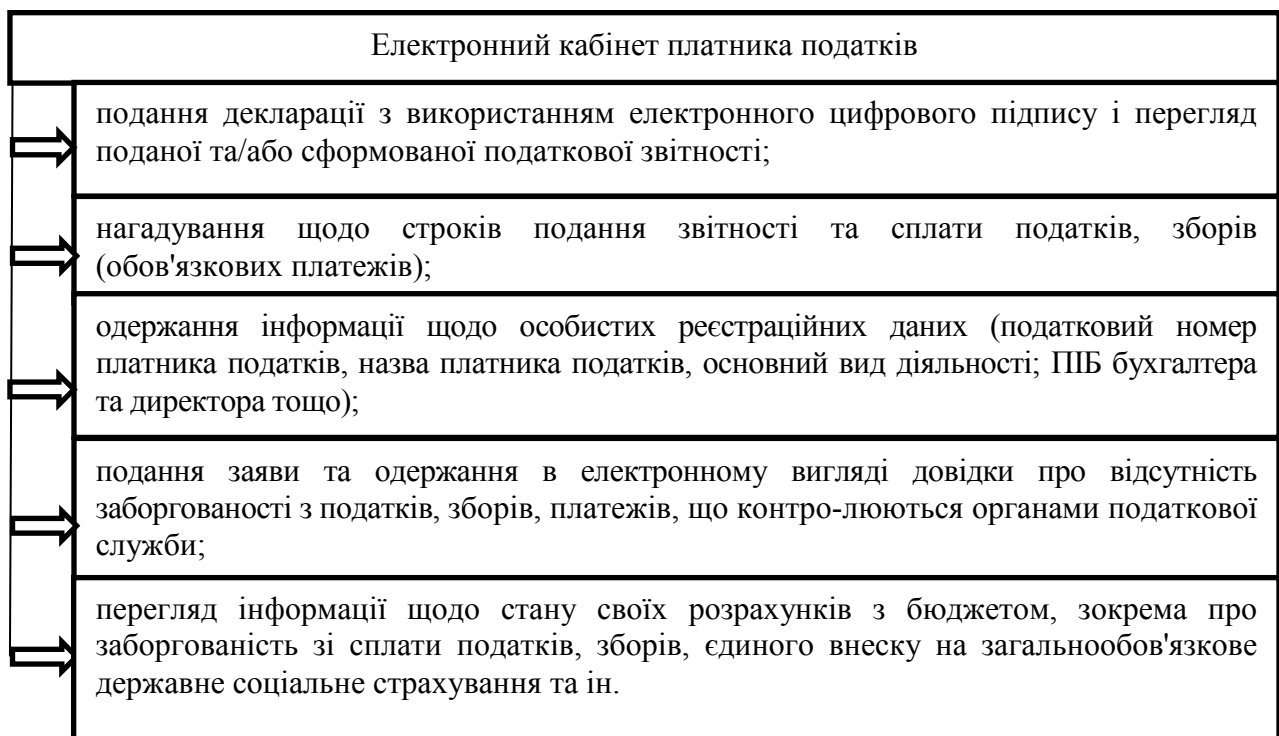 Електронний кабінет платника податків
подання декларації з використанням електронного цифрового підпису і перегляд
поданої та/або сформованої податкової звітності;
нагадування щодо строків подання звітності та сплати податків, зборів
(обов'язкових платежів);
одержання інформації щодо особистих реєстраційних даних (податковий номер
платника податків, назва платника податків, основний вид діяльності; ПІБ бухгалтера
та директора тощо);
подання заяви та одержання в електронному вигляді довідки про відсутність
заборгованості з податків, зборів, платежів, що контро-люються органами податкової
служби;
перегляд інформації щодо стану своїх розрахунків з бюджетом, зокрема про
заборгованість зі сплати податків, зборів, єдиного внеску на загальнообов'язкове
державне соціальне страхування та ін.